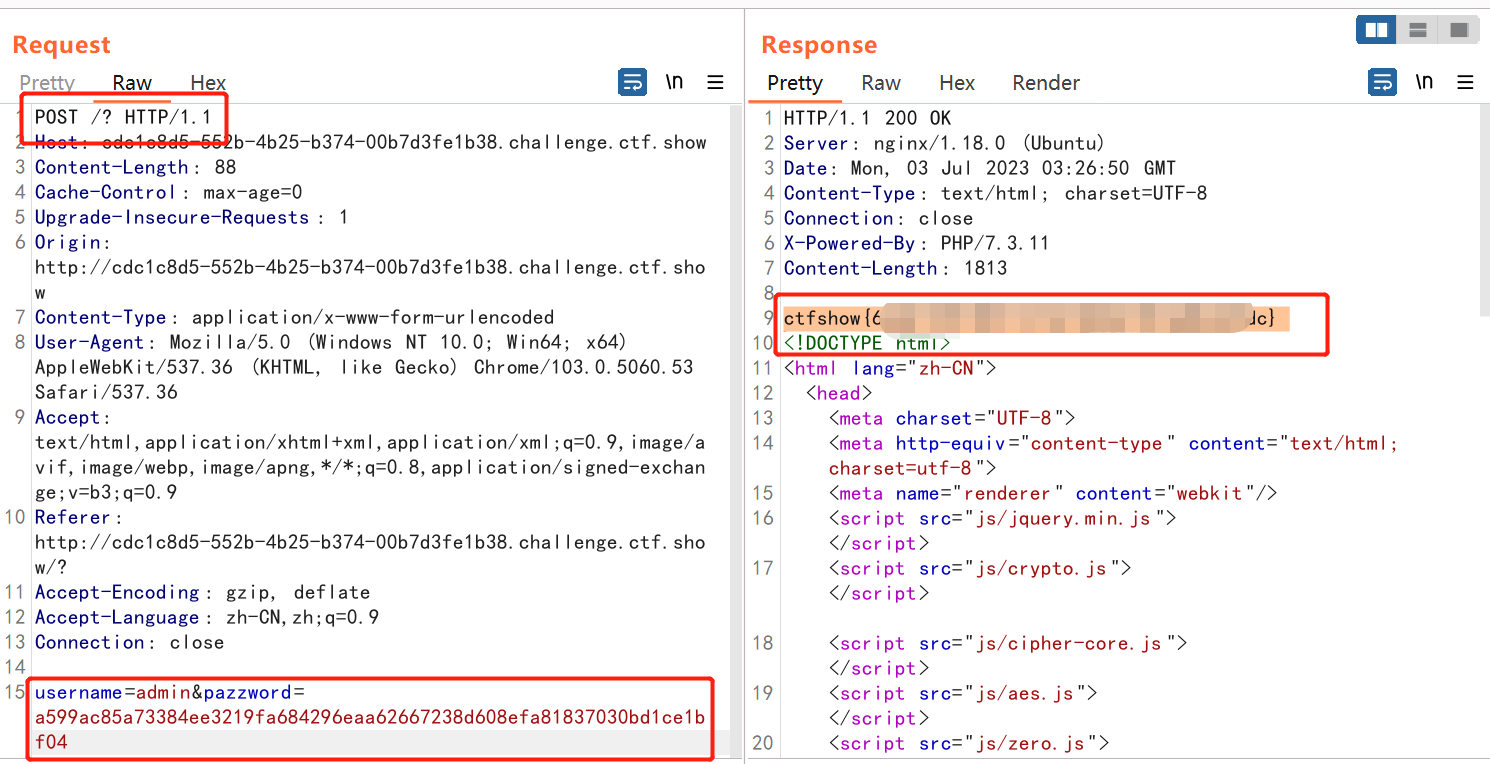 Request
Pretty Raw Hex \n
1 POST /? HTTP/1.1
2 Host: cdc1c8d5-552b-4b25-b374-00b7d3fe1b38.challenge.ctf.show
3 Content-Length: 88
4 Cache-Control: max-age=0
5 Upgrade-Insecure-Requests: 1
6 Origin:
http://cdc1c8d5-552b-4b25-b374-00b7d3fe1b38.challenge.ctf.sho
w
7 Content-Type: application/x-www-form-urlencoded
8 User-Agent: Mozilla/5.0 (Windows NT 10.0; Win64; x64)
AppleWebKit/537.36 (KHTML, like Gecko) Chrome/103.0.5060.53
Safari/537.36
9 Accept:
text/html,application/xhtml+xml,application/xml;q=0.9,image/a
vif,image/webp,image/apng,*/*;q=0.8,application/signed-exchan
ge;v=b3;q=0.9
10 Referer:
http://cdc1c8d5-552b-4b25-b374-00b7d3fe1b38.challenge.ctf.sho
w/?
11 Accept-Encoding: gzip, deflate
12 Accept-Language: zh-CN,zh;q=0.9
13 Connection: close
14
15 username=admin&pazzword=
a599ac85a73384ee3219fa684296eaa62667238d608efa81837030bd1ce1b
f04
Response
Pretty Raw Hex Render \n
1 HTTP/1.1 200 OK
2 Server: nginx/1.18.0 (Ubuntu)
3 Date: Mon, 03 Jul 2023 03:26:50 GMT
4 Content-Type: text/html; charset=UTF-8
5 Connection: close
6 X-Powered-By: PHP/7.3.11
7 Content-Length: 1813
8
9 ctfshow{6 dc}
10 <!DOCTYPE html>
11 <html lang="zh-CN">
12 <head>
13 <meta charset="UTF-8">
14 <meta http-equiv="content-type" content="text/html;
charset=utf-8">
15 <meta name="renderer" content="webkit"/>
16 <script src="js/jquery.min.js">
</script>
17 <script src="js/crypto.js">
</script>
18 <script src="js/cipher-core.js">
</script>
19 <script src="js/aes.js">
</script>
20 <script src="js/zero.js">